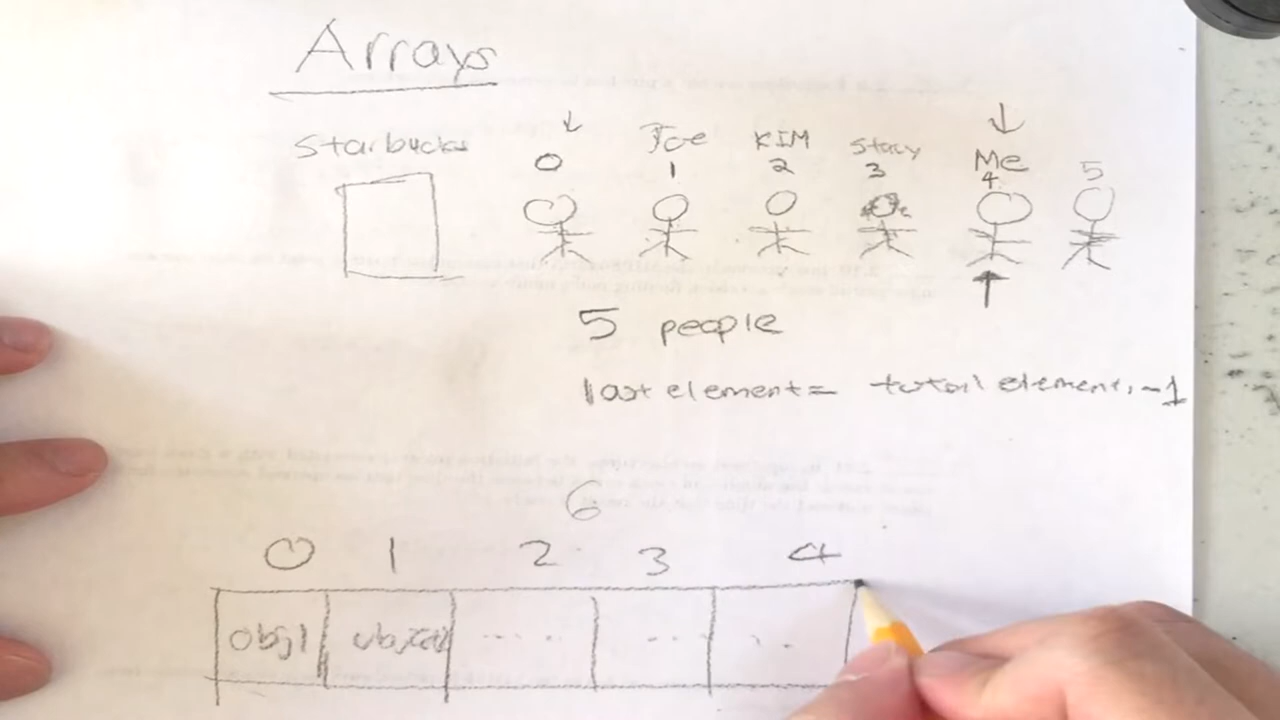 Arrays
Starbucks
Joe KIM Stacy Me
0 1 2 3 4 5
5 people
last element = total element, -1
6
0 1 2 3 4
obj1